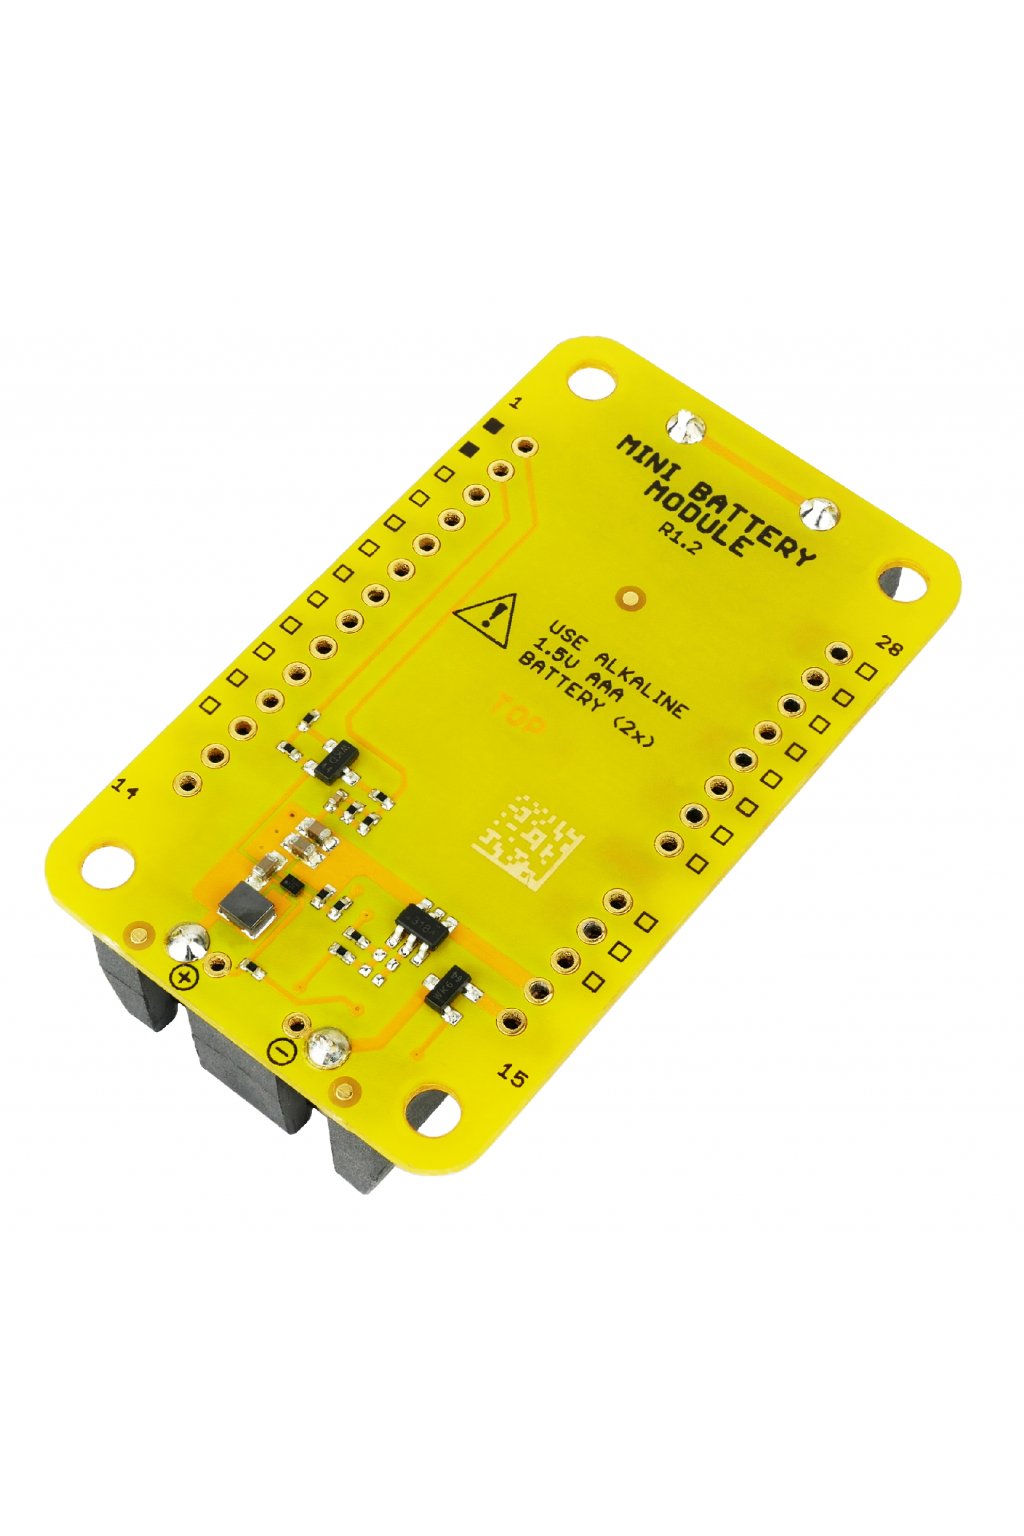 1
MINI BATTERY
MODULE
R1.2
28
!
USE ALKALINE
1.5V AAA
BATTERY (2x)
TOP
14
+
−
15